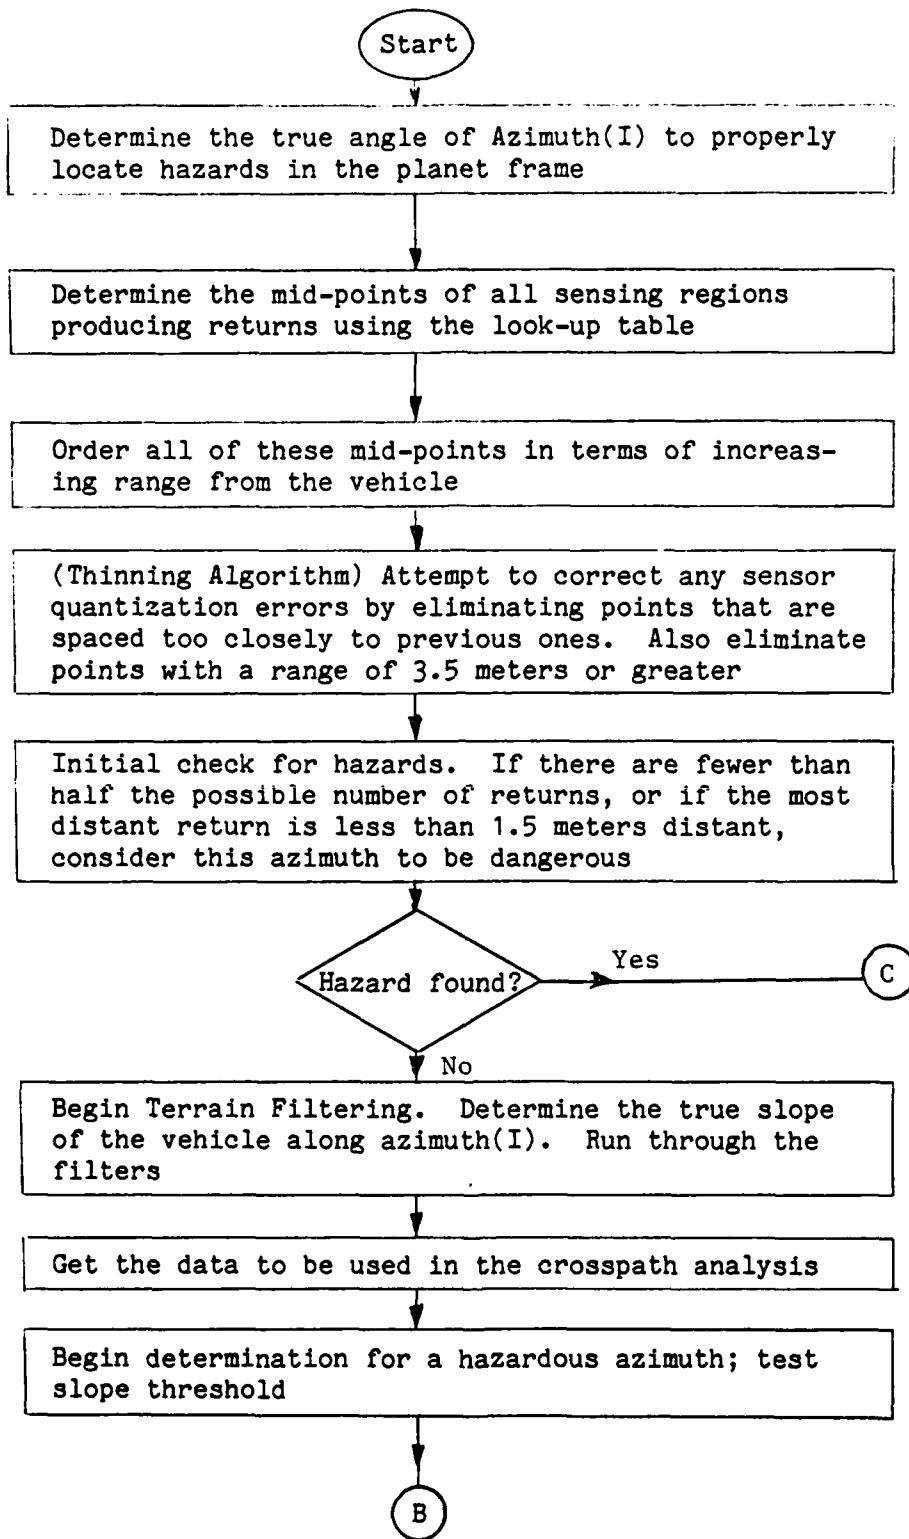 Start
Determine the true angle of Azimuth(I) to properly
locate hazards in the planet frame
Determine the mid-points of all sensing regions
producing returns using the look-up table
Order all of these mid-points in terms of increas-
ing range from the vehicle
(Thinning Algorithm) Attempt to correct any sensor
quantization errors by eliminating points that are
spaced too closely to previous ones.  Also eliminate
points with a range of 3.5 meters or greater
Initial check for hazards.  If there are fewer than
half the possible number of returns, or if the most
distant return is less than 1.5 meters distant,
consider this azimuth to be dangerous
Hazard found?
Yes
C
No
Begin Terrain Filtering.  Determine the true slope
of the vehicle along azimuth(I).  Run through the
filters
Get the data to be used in the crosspath analysis
Begin determination for a hazardous azimuth; test
slope threshold
B